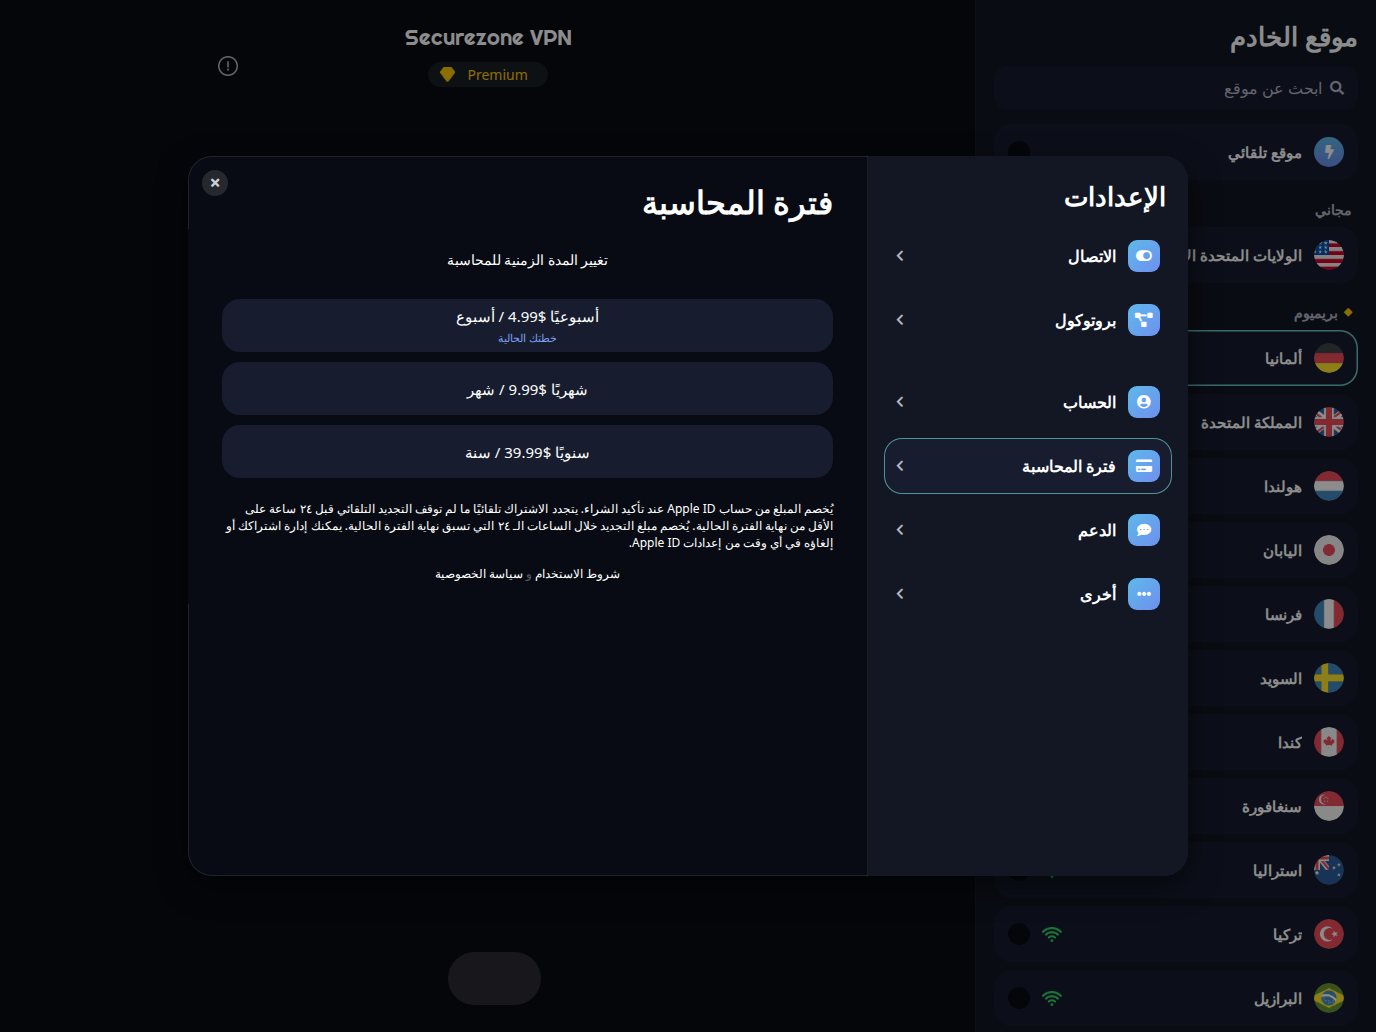 موقع الخادم
ابحث عن موقع
موقع تلقائي
مجاني
الولايات المتحدة
بريميوم
ألمانيا
المملكة المتحدة
هولندا
اليابان
فرنسا
السويد
كندا
سنغافورة
استراليا
تركيا
البرازيل
Securezone VPN
Premium
الإعدادات
الاتصال
بروتوكول
الحساب
فترة المحاسبة
الدعم
أخرى
فترة المحاسبة
تغيير المدة الزمنية للمحاسبة
أسبوعيًا $4.99 / أسبوع
خطتك الحالية
شهريًا $9.99 / شهر
سنويًا $39.99 / سنة
يُخصم المبلغ من حساب Apple ID عند تأكيد الشراء. يتجدد الاشتراك تلقائيًا ما لم توقف التجديد التلقائي قبل ٢٤ ساعة على
الأقل من نهاية الفترة الحالية. يُخصم مبلغ التجديد خلال الساعات الـ ٢٤ التي تسبق نهاية الفترة الحالية. يمكنك إدارة اشتراكك أو
إلغاؤه في أي وقت من إعدادات Apple ID.
شروط الاستخدام و سياسة الخصوصية